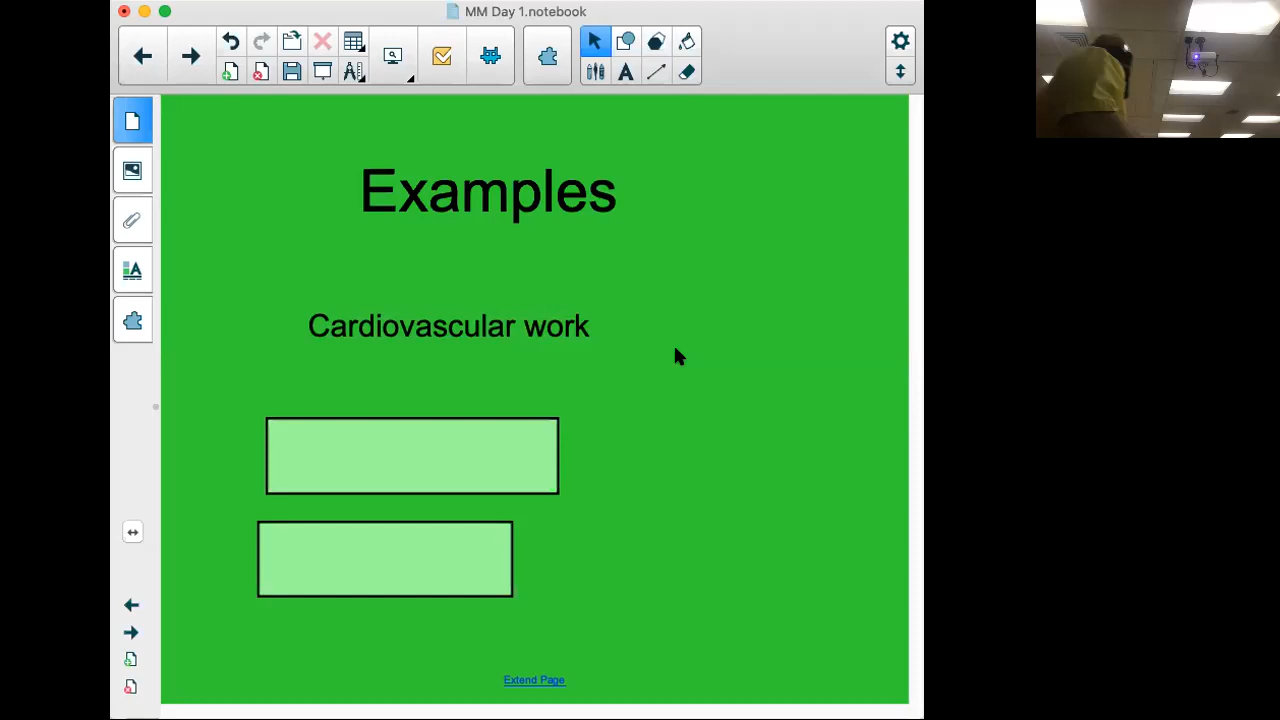 MM Day 1.notebook
Examples
Cardiovascular work
Extend Page